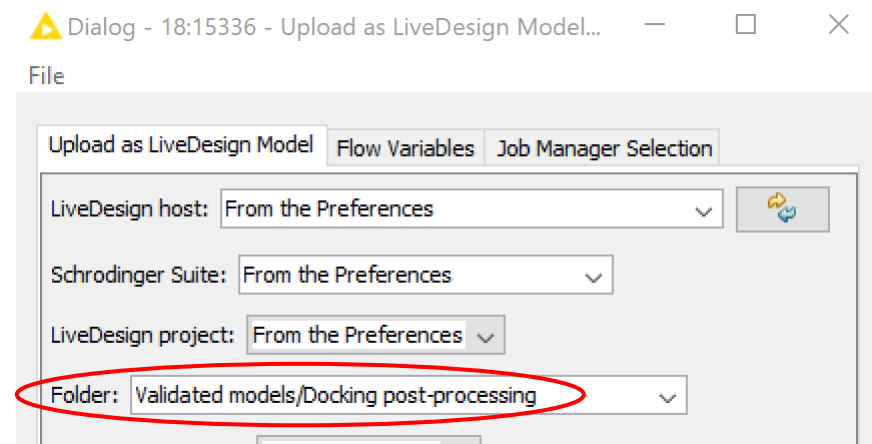 Dialog - 18:15336 - Upload as LiveDesign Model...
File
Upload as LiveDesign Model Flow Variables Job Manager Selection
LiveDesign host: From the Preferences
Schrodinger Suite: From the Preferences
LiveDesign project: From the Preferences
Folder: Validated models/Docking post-processing